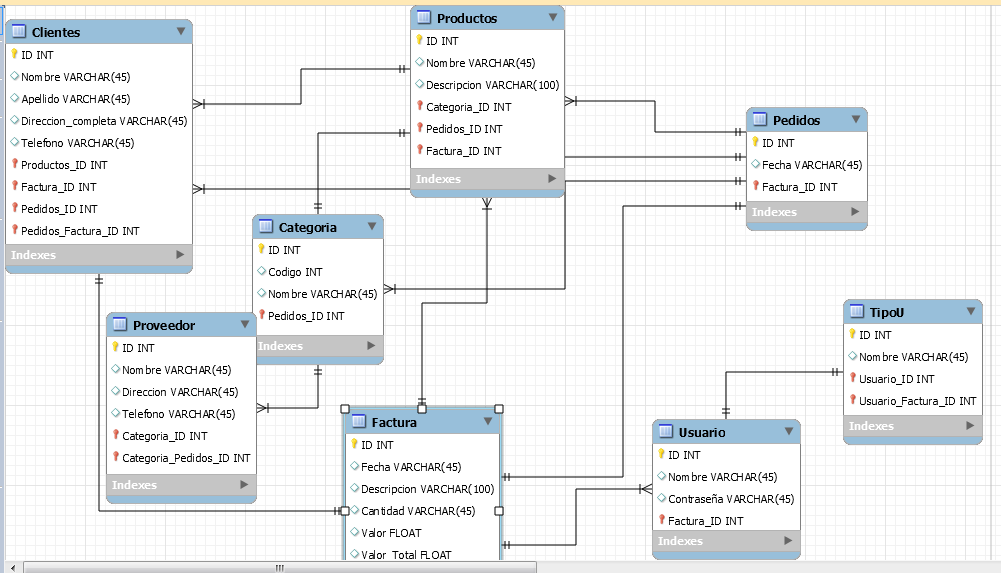 Clientes
ID INT
Nombre VARCHAR(45)
Apellido VARCHAR(45)
Direccion_completa VARCHAR(45)
Telefono VARCHAR(45)
Productos_ID INT
Factura_ID INT
Pedidos_ID INT
Pedidos_Factura_ID INT
Indexes
Productos
ID INT
Nombre VARCHAR(45)
Descripcion VARCHAR(100)
Categoria_ID INT
Pedidos_ID INT
Factura_ID INT
Indexes
Pedidos
ID INT
Fecha VARCHAR(45)
Factura_ID INT
Indexes
Categoria
ID INT
Codigo INT
Nombre VARCHAR(45)
Pedidos_ID INT
Indexes
Proveedor
ID INT
Nombre VARCHAR(45)
Direccion VARCHAR(45)
Telefono VARCHAR(45)
Categoria_ID INT
Categoria_Pedidos_ID INT
Indexes
TipoU
ID INT
Nombre VARCHAR(45)
Usuario_ID INT
Usuario_Factura_ID INT
Indexes
Factura
ID INT
Fecha VARCHAR(45)
Descripcion VARCHAR(100)
Cantidad VARCHAR(45)
Valor FLOAT
Valor_Total FLOAT
Usuario
ID INT
Nombre VARCHAR(45)
Contraseña VARCHAR(45)
Factura_ID INT
Indexes